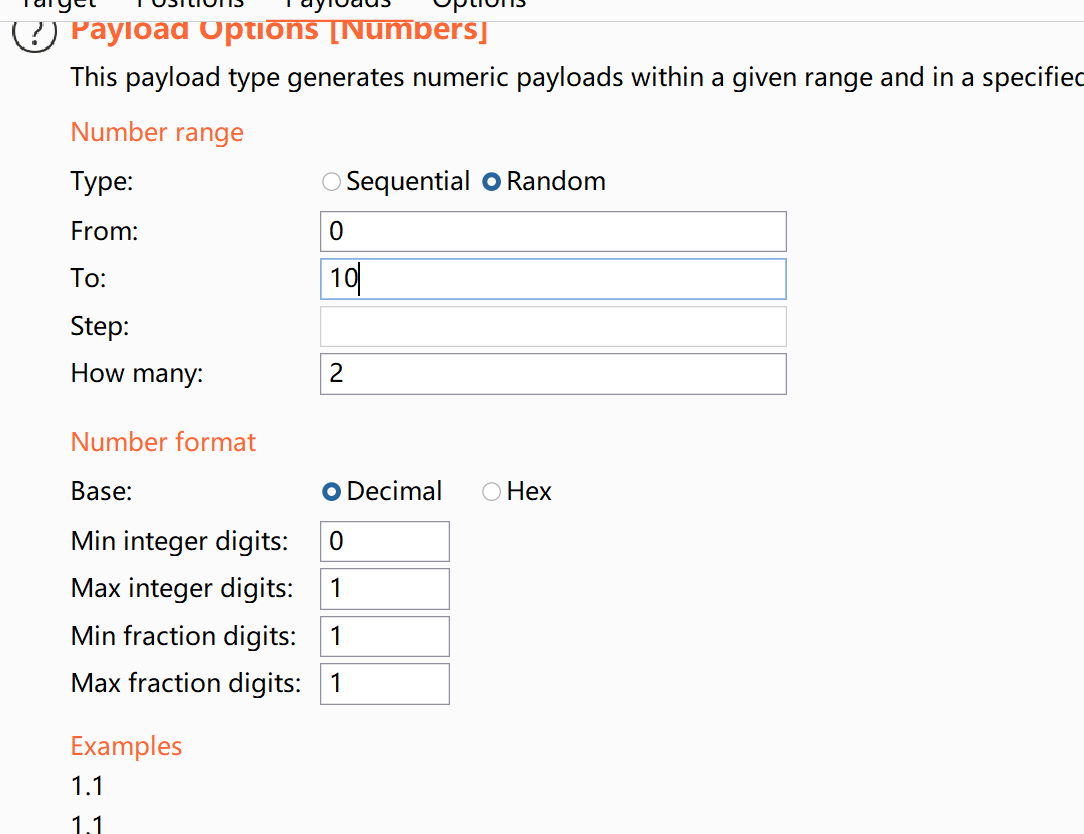 Target Positions Payloads Options
Payload Options [Numbers]
This payload type generates numeric payloads within a given range and in a specified
Number range
Type: Sequential Random
From: 0
To: 10
Step:
How many: 2
Number format
Base: Decimal Hex
Min integer digits: 0
Max integer digits: 1
Min fraction digits: 1
Max fraction digits: 1
Examples
1.1
1.1